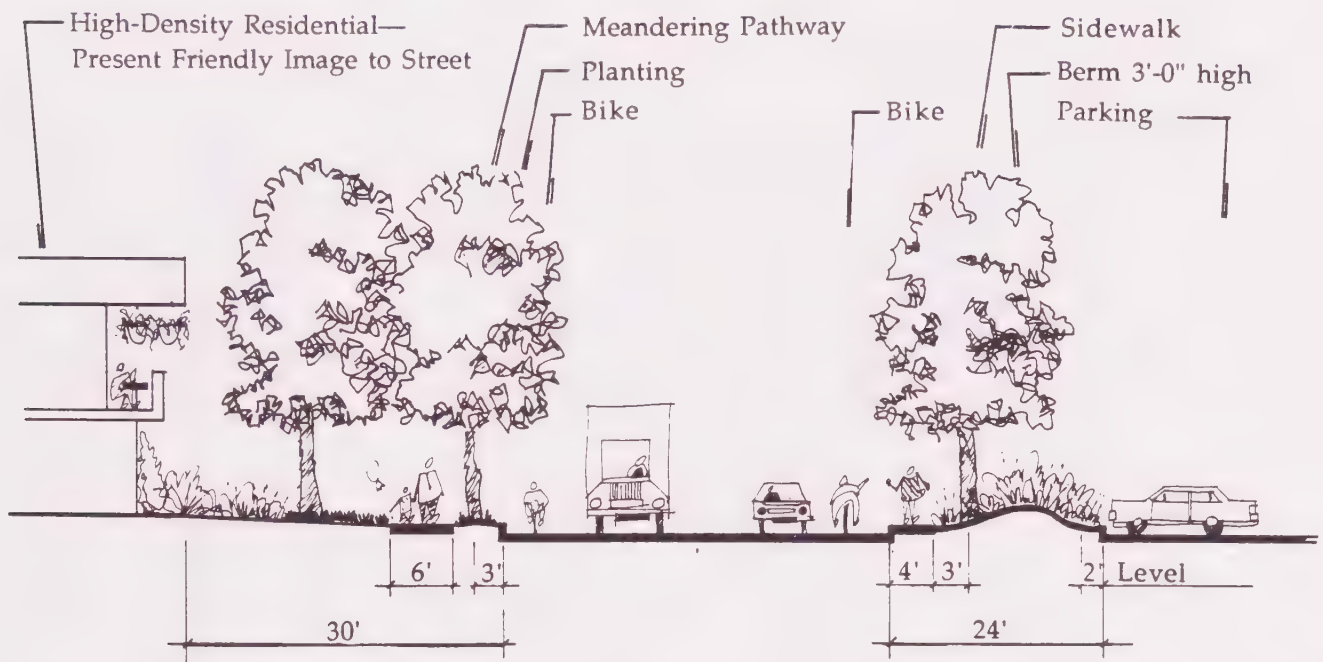 High-Density Residential—
Present Friendly Image to Street
Meandering Pathway
Planting
Bike
Bike
Sidewalk
Berm 3'-0" high
Parking
6'
3'
4'
3'
2'
Level
30'
24'